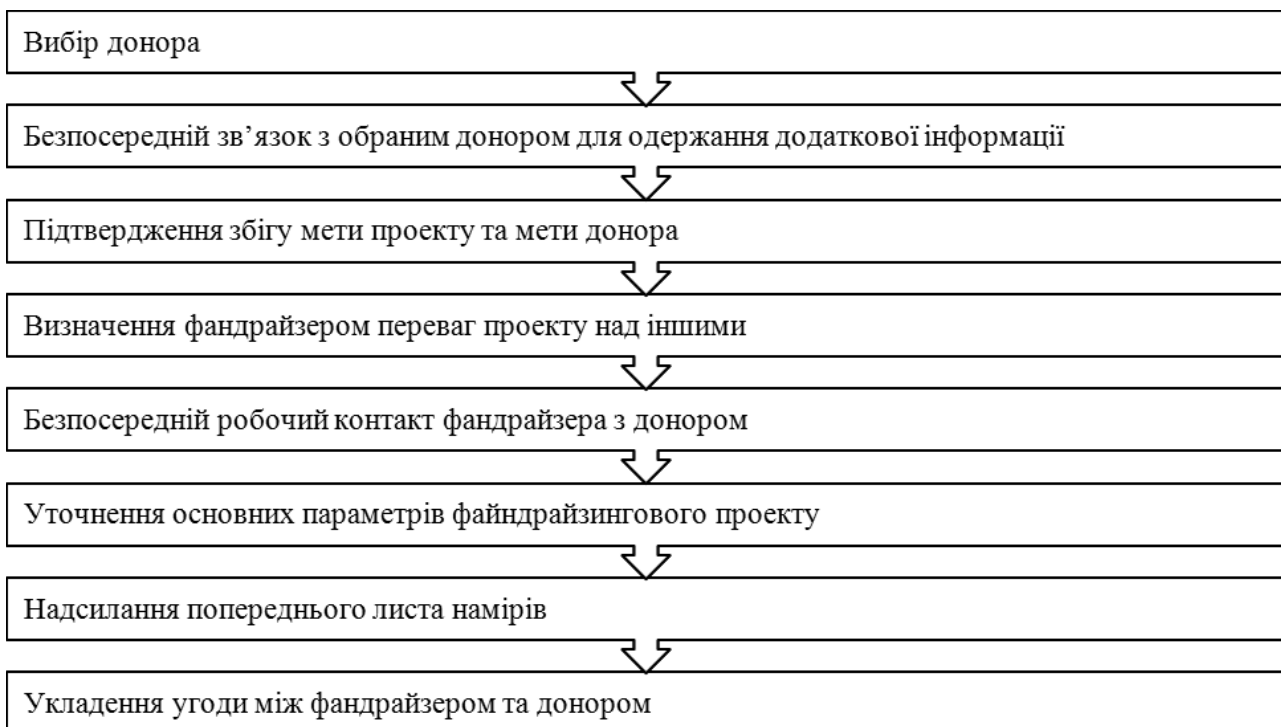 Вибір донора
Безпосередній зв’язок з обраним донором для одержання додаткової інформації
Підтвердження збігу мети проекту та мети донора
Визначення фандрайзером переваг проекту над іншими
Безпосередній робочий контакт фандрайзера з донором
Уточнення основних параметрів файндрайзингового проекту
Надсилання попереднього листа намірів
Укладення угоди між фандрайзером та донором